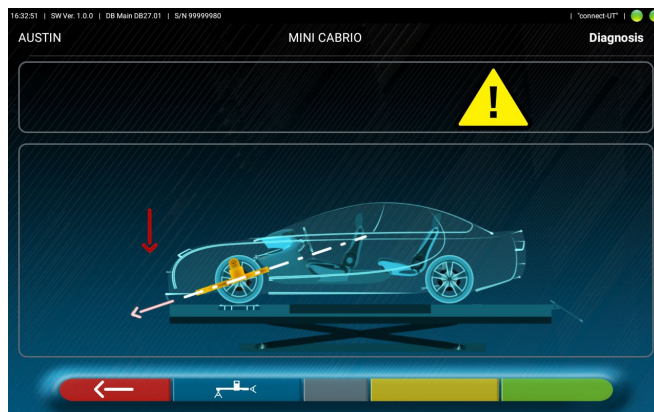 16:32:51 | SW Ver. 1.0.0 | DB Main DB27.01 | S/N 99999980 | "connect-UT" |
AUSTIN MINI CABRIO Diagnosis